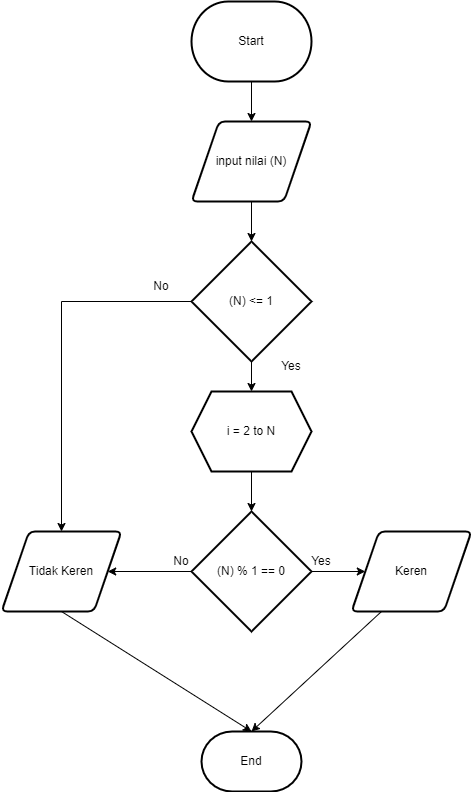 Start
input nilai (N)
No
(N) <= 1
Yes
i = 2 to N
Tidak Keren
No
(N) % 1 == 0
Yes
Keren
End